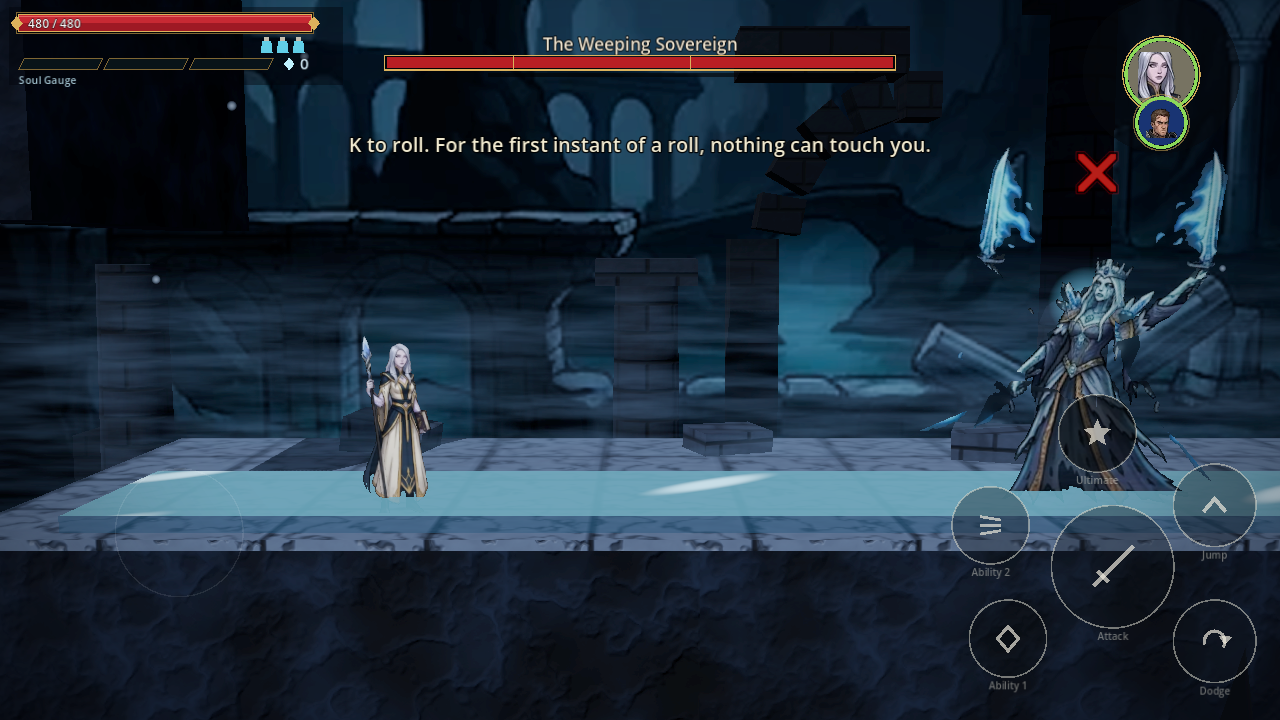 480 / 480
The Weeping Sovereign
0
Soul Gauge
K to roll. For the first instant of a roll, nothing can touch you.
Ultimate
Ability 2
Jump
Attack
Ability 1
Dodge